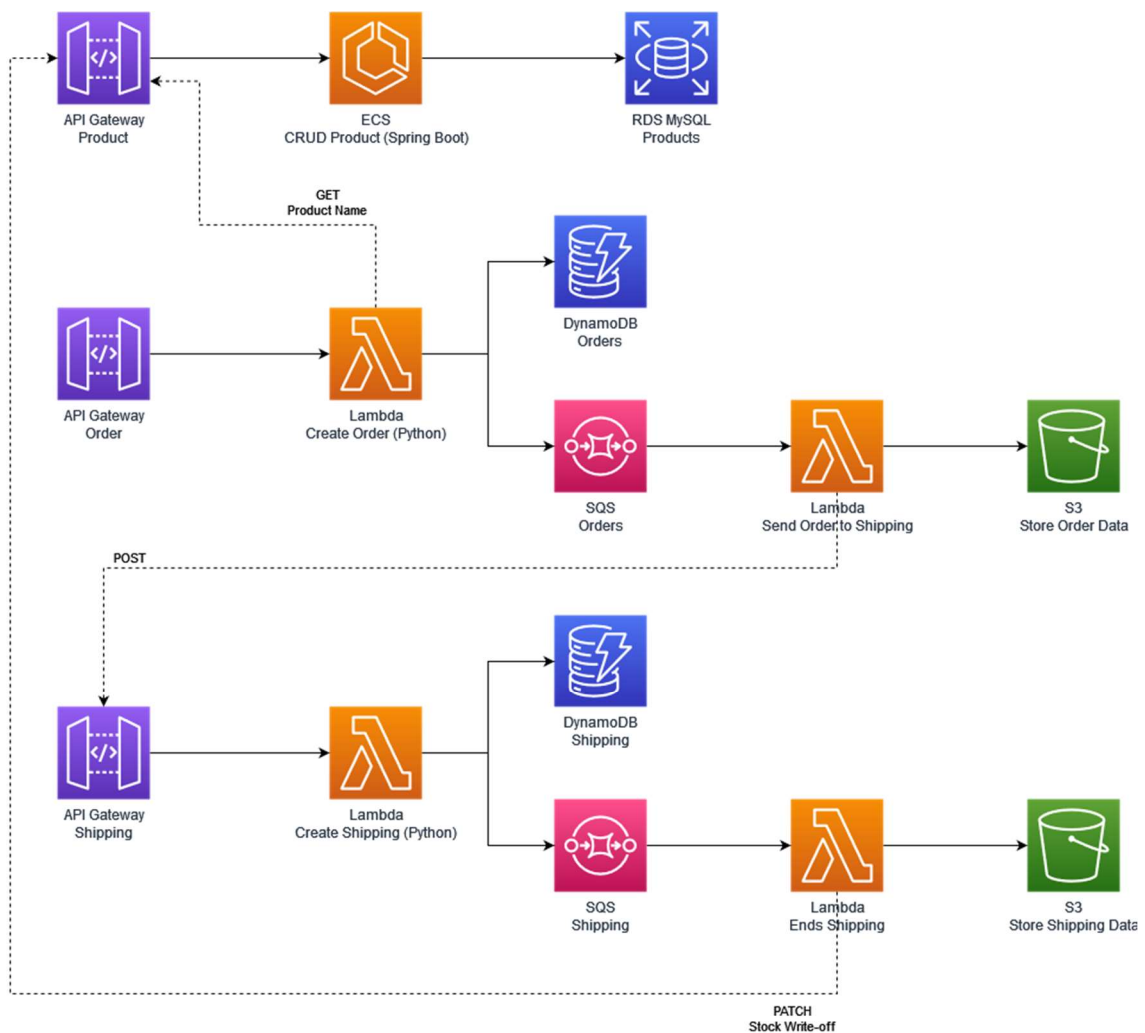 API Gateway
Product
ECS
CRUD Product (Spring Boot)
RDS MySQL
Products
GET
Product Name
DynamoDB
Orders
API Gateway
Order
Lambda
Create Order (Python)
SQS
Orders
Lambda
Send Order to Shipping
S3
Store Order Data
POST
DynamoDB
Shipping
API Gateway
Shipping
Lambda
Create Shipping (Python)
SQS
Shipping
Lambda
Ends Shipping
S3
Store Shipping Data
PATCH
Stock Write-off